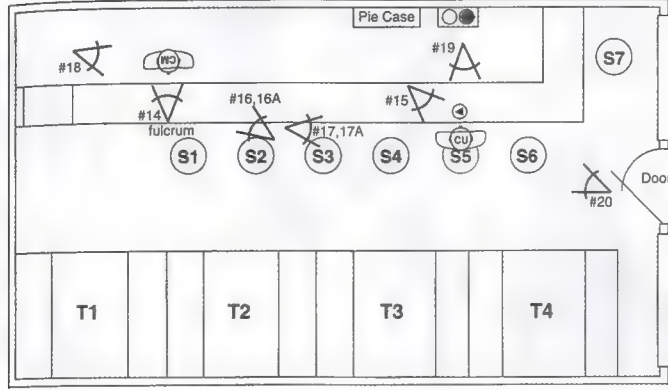 Pie Case
#18
CM
#19
S7
#14
fulcrum
#16,16A
#15
#17,17A
CU
S1
S2
S3
S4
S5
S6
Door
#20
T1
T2
T3
T4